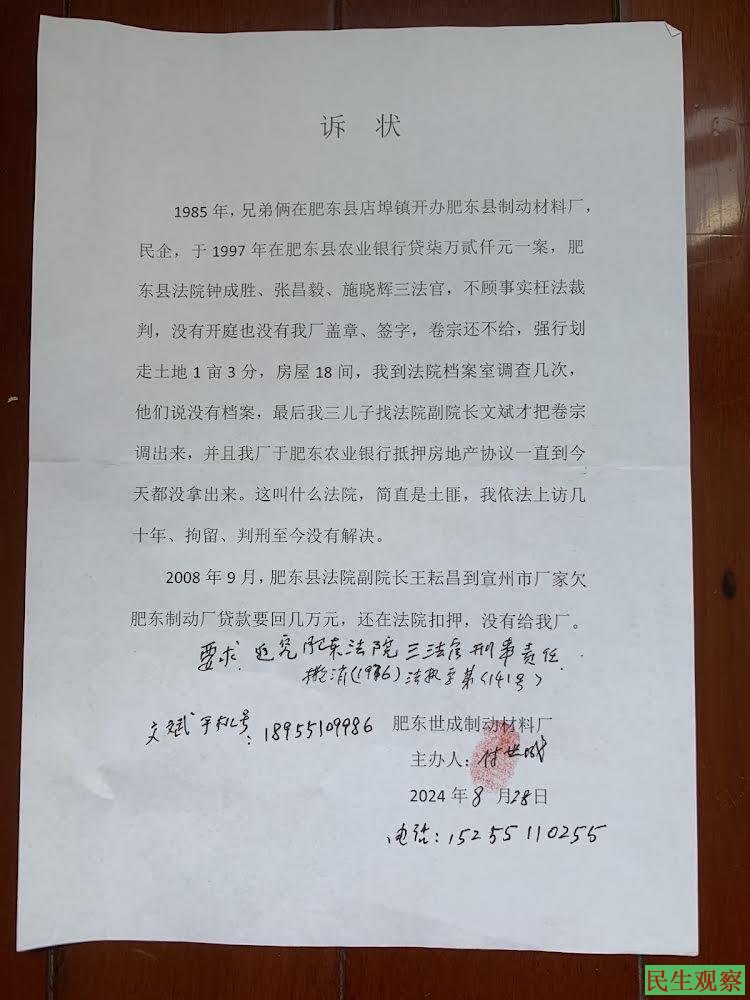 诉 状
1985 年，兄弟俩在肥东县店埠镇开办肥东县制动材料厂，
民企，于 1997 年在肥东县农业银行贷柒万贰仟元一案，肥
东县法院钟成胜、张昌毅、施晓辉三法官，不顾事实枉法裁
判，没有开庭也没有我厂盖章、签字，卷宗还不给，强行划
走土地 1 亩 3 分，房屋 18 间，我到法院档案室调查几次，
他们说没有档案，最后我三儿子找法院副院长文斌才把卷宗
调出来，并且我厂于肥东农业银行抵押房地产协议一直到今
天都没拿出来。这叫什么法院，简直是土匪，我依法上访几
十年、拘留、判刑至今没有解决。
2008 年 9 月，肥东县法院副院长王耘昌到宣州市厂家欠
肥东制动厂贷款要回几万元，还在法院扣押，没有给我厂。
要求 追究肥东法院三法官刑事责任.
撤消 法执字第〈141号〉
文斌手机号：18955109986
肥东世成制动材料厂
主办人：付世成
2024 年 8 月 28 日
电话：15255110255
民生观察